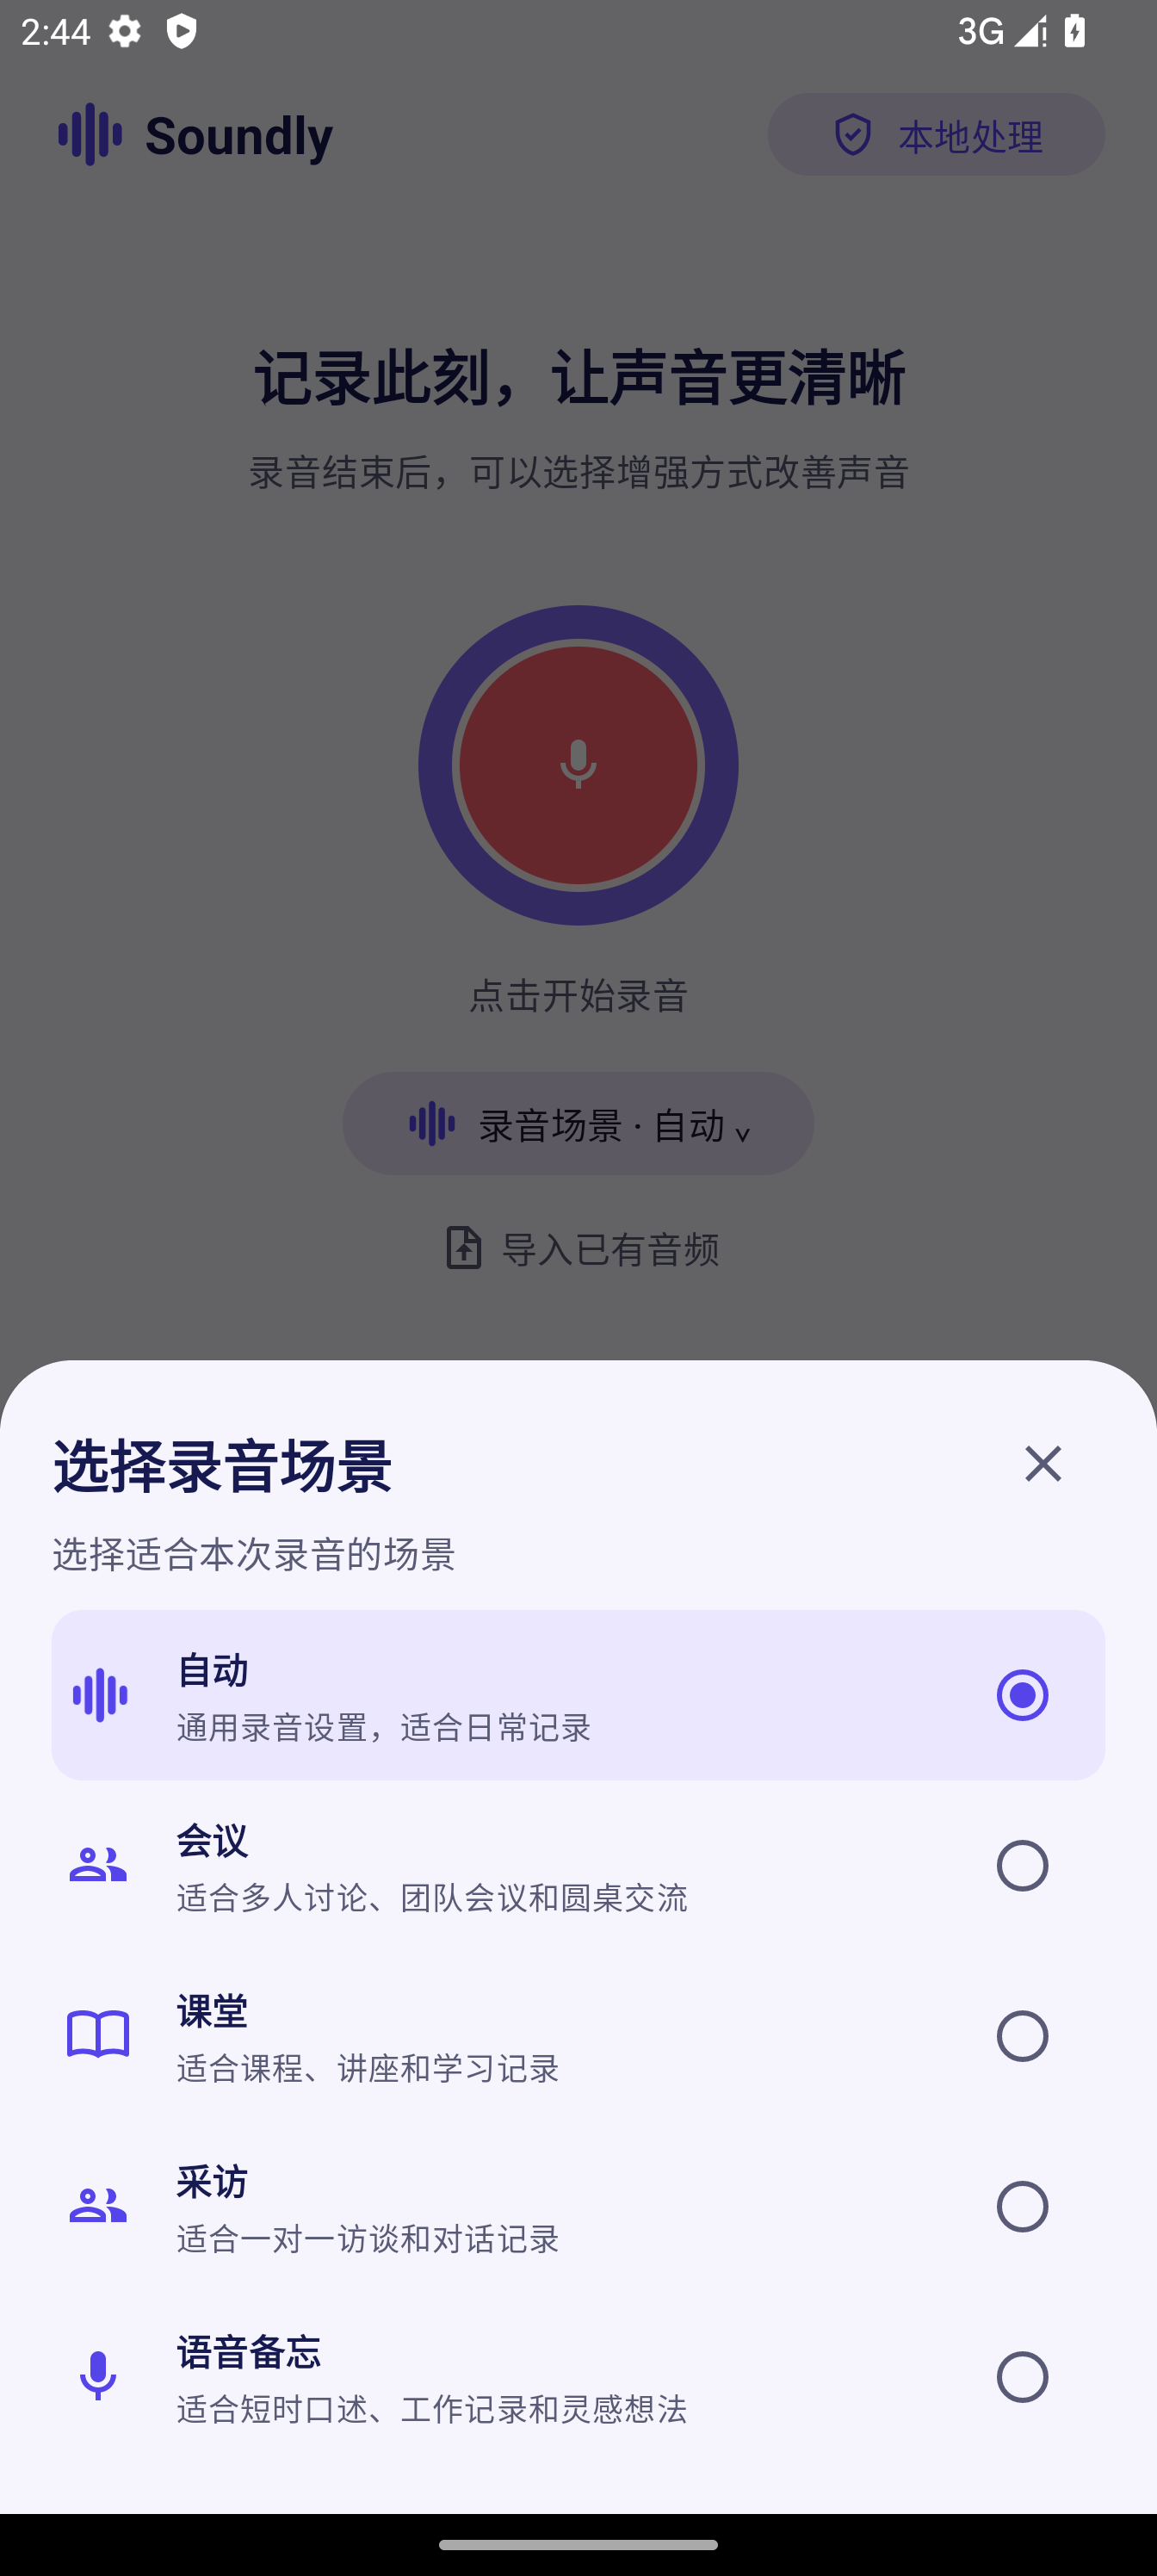 2:44
3G
Soundly
本地处理
记录此刻，让声音更清晰
录音结束后，可以选择增强方式改善声音
点击开始录音
录音场景 · 自动
导入已有音频
选择录音场景
选择适合本次录音的场景
自动
通用录音设置，适合日常记录
会议
适合多人讨论、团队会议和圆桌交流
课堂
适合课程、讲座和学习记录
采访
适合一对一访谈和对话记录
语音备忘
适合短时口述、工作记录和灵感想法